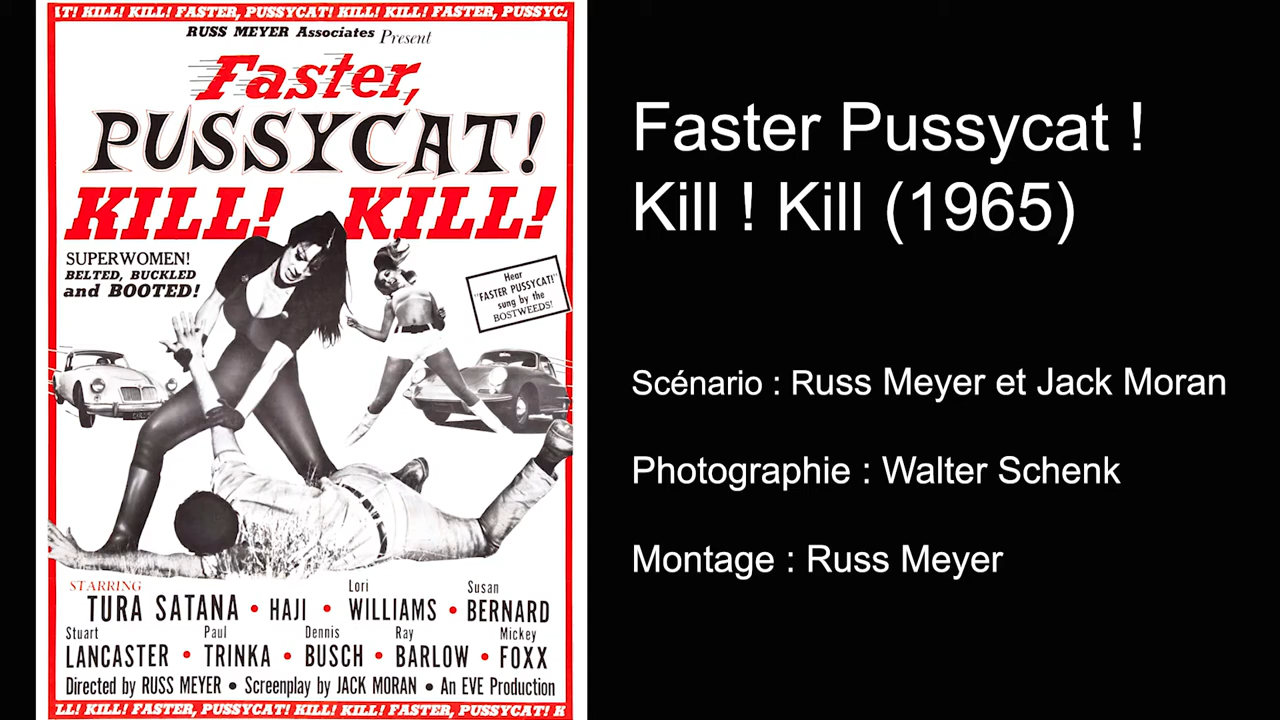 IT! KILL! KILL! FASTER, PUSSYCAT! KILL! KILL! FASTER, PUSSYC
RUSS MEYER Associates Present
Faster,
PUSSYCAT!
KILL! KILL!
SUPERWOMEN!
BELTED, BUCKLED
and BOOTED!
Hear
"FASTER PUSSYCAT!"
sung by the
BOSTWEEDS!
STARRING
TURA SATANA • HAJI • Lori WILLIAMS • Susan BERNARD
Stuart LANCASTER • Paul TRINKA • Dennis BUSCH • Ray BARLOW • Mickey FOXX
Directed by RUSS MEYER • Screenplay by JACK MORAN • An EVE Production
LL! KILL! FASTER, PUSSYCAT! KILL! KILL! FASTER, PUSSYCAT! K
Faster Pussycat !
Kill ! Kill (1965)
Scénario : Russ Meyer et Jack Moran
Photographie : Walter Schenk
Montage : Russ Meyer